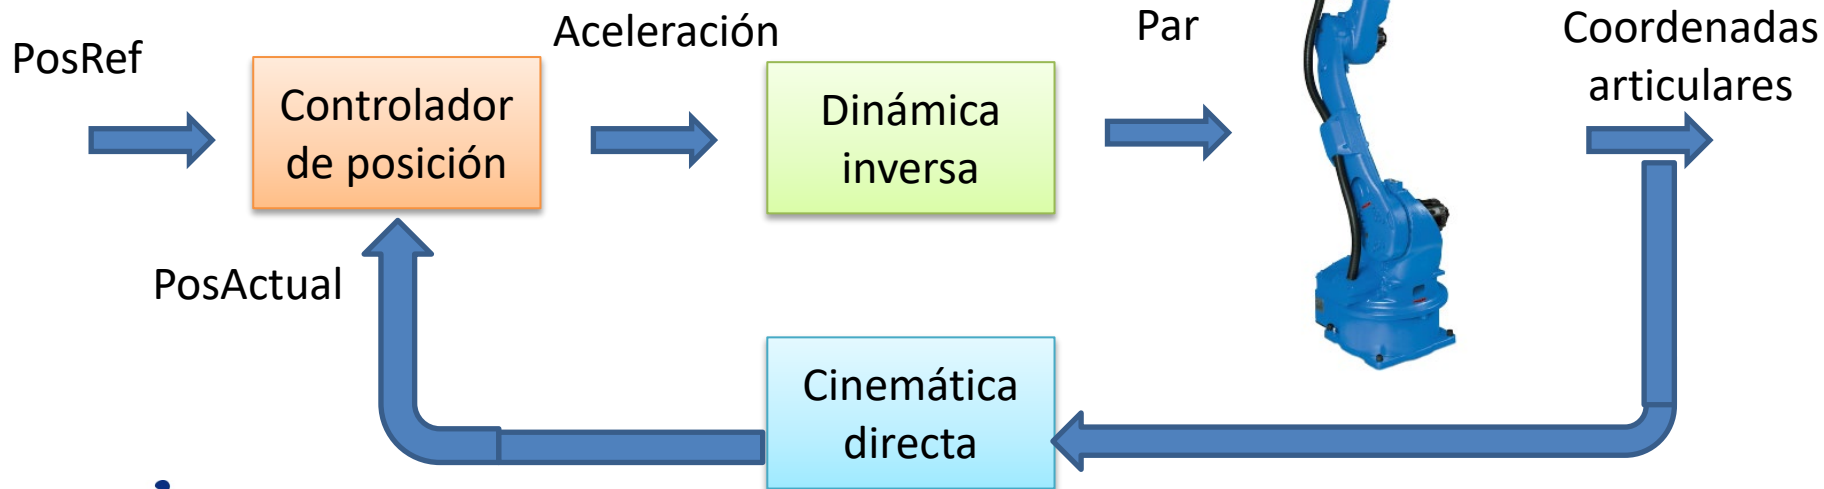 PosRef
Controlador
de posición
Aceleración
Dinámica
inversa
Par
Coordenadas
articulares
PosActual
Cinemática
directa